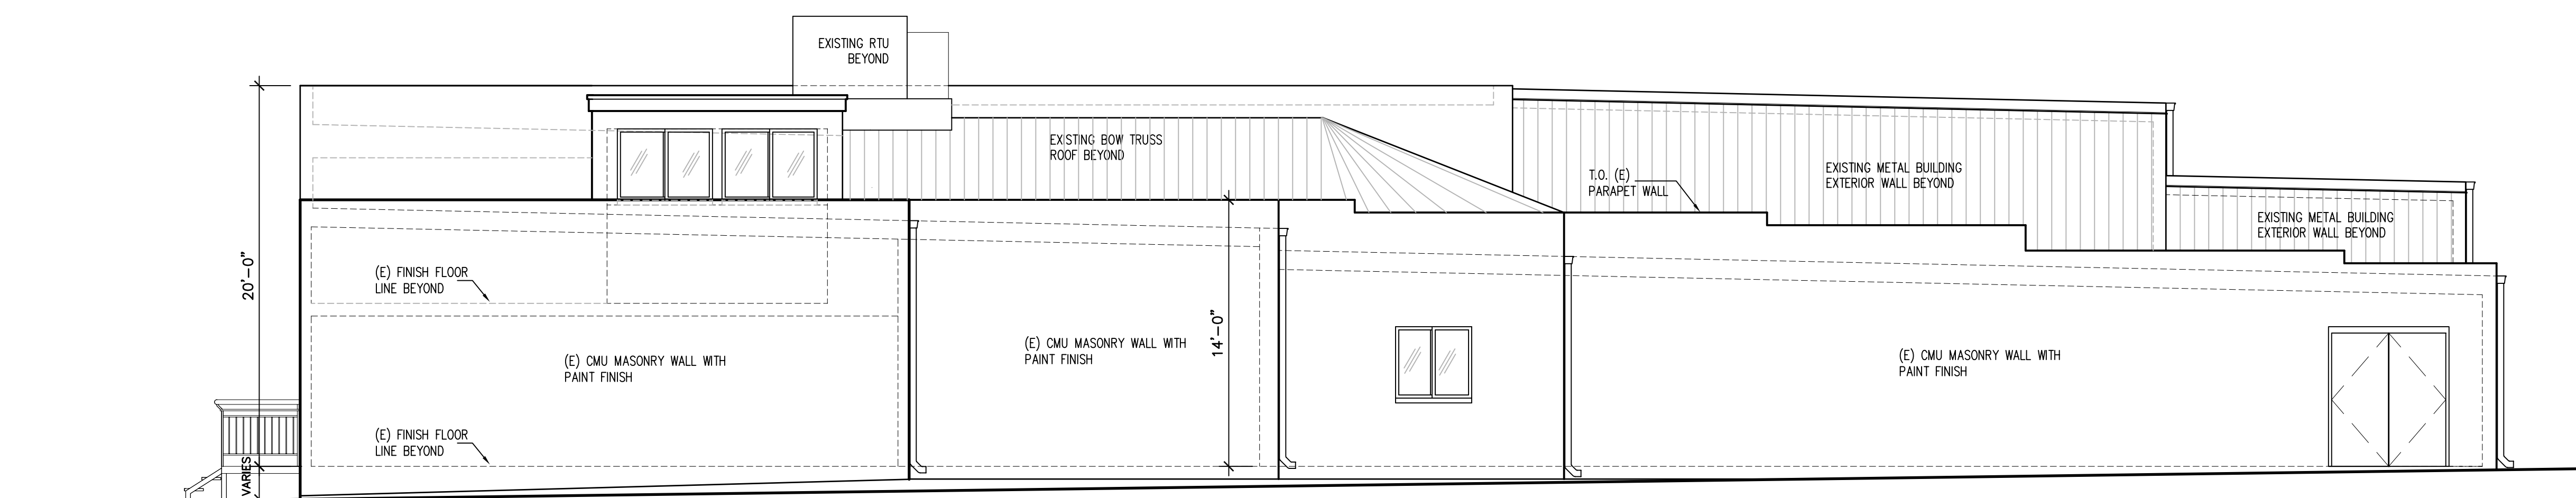 EXISTING RTU
BEYOND
EXISTING BOW TRUSS
ROOF BEYOND
T.O. (E)
PARAPET WALL
EXISTING METAL BUILDING
EXTERIOR WALL BEYOND
EXISTING METAL BUILDING
EXTERIOR WALL BEYOND
20'-0"
(E) FINISH FLOOR
LINE BEYOND
14'-0"
(E) CMU MASONRY WALL WITH
PAINT FINISH
(E) CMU MASONRY WALL WITH
PAINT FINISH
(E) CMU MASONRY WALL WITH
PAINT FINISH
(E) FINISH FLOOR
LINE BEYOND
VARIES